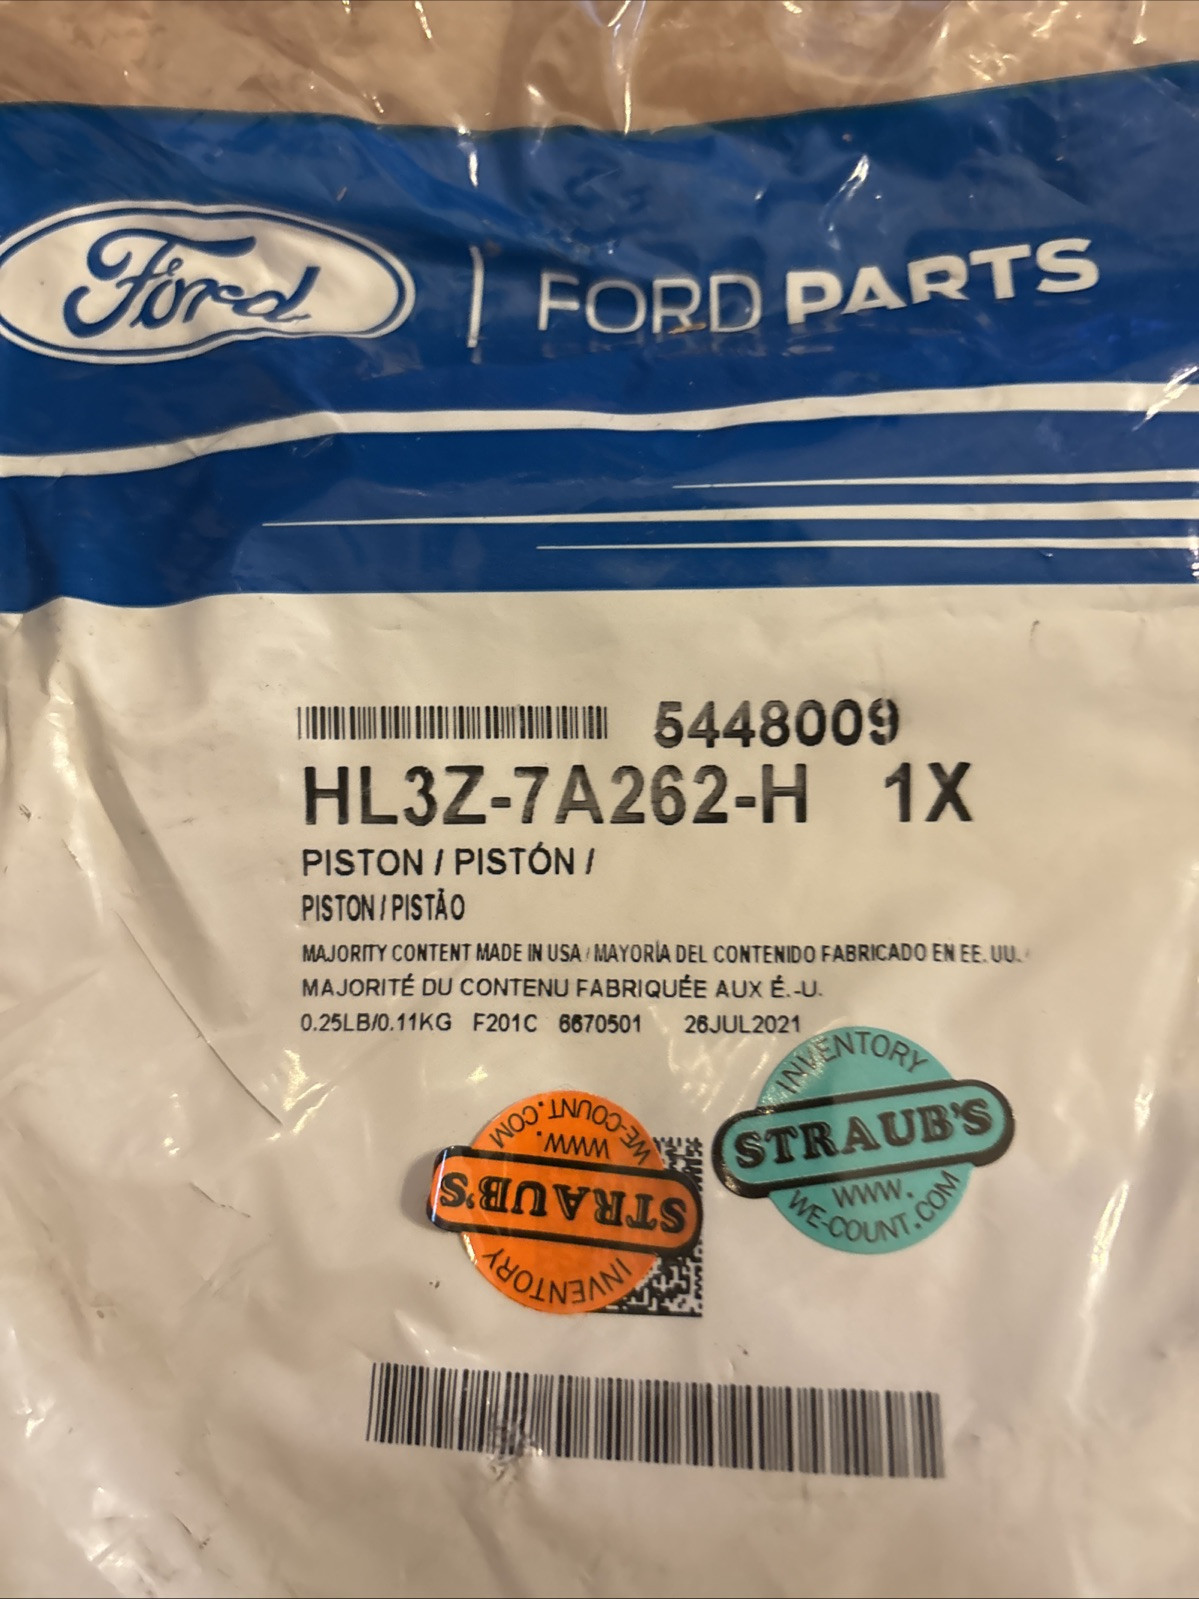 Ford | FORD PARTS
5448009
HL3Z-7A262-H 1X
PISTON / PISTÓN /
PISTON / PISTÃO
MAJORITY CONTENT MADE IN USA / MAYORÍA DEL CONTENIDO FABRICADO EN EE. UU. /
MAJORITÉ DU CONTENU FABRIQUÉE AUX É.-U.
0.25LB/0.11KG F201C 6670501 26JUL2021
INVENTORY
STRAUB'S
WWW.
WE-COUNT.COM
INVENTORY
STRAUB'S
WWW.
WE-COUNT.COM